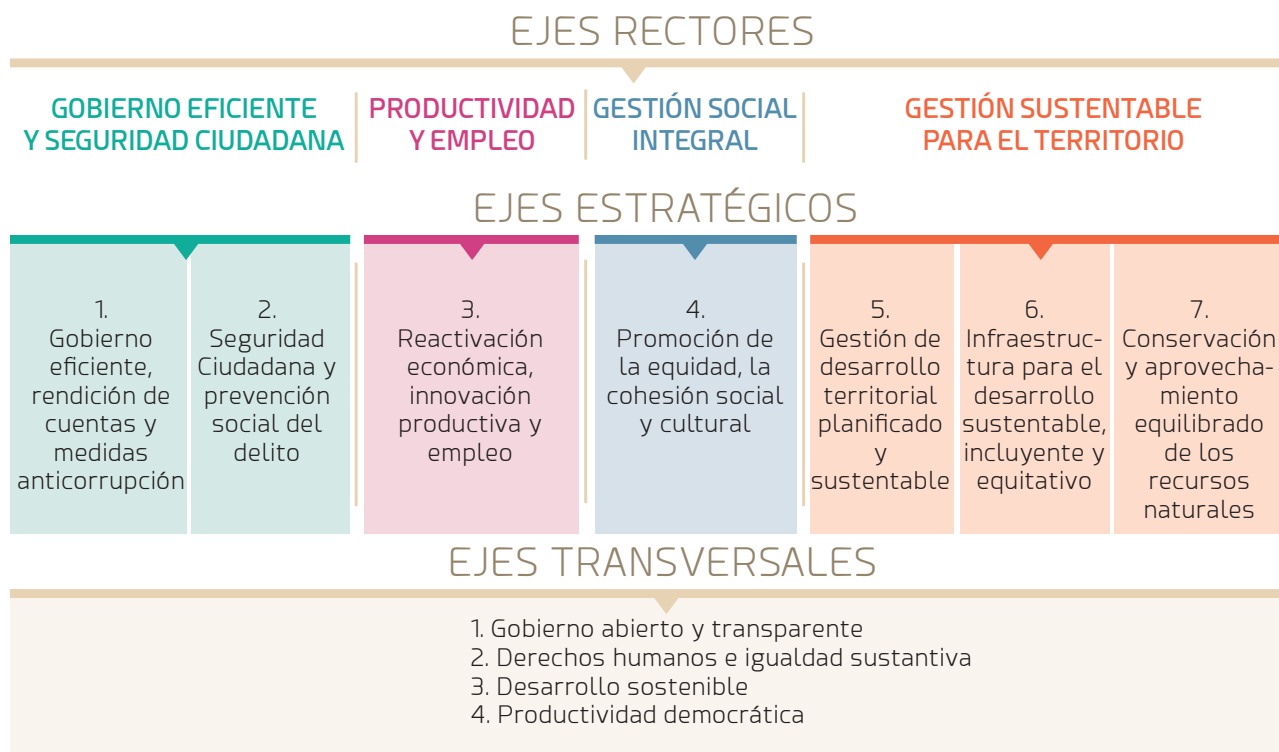 EJES RECTORES
GOBIERNO EFICIENTE
Y SEGURIDAD CIUDADANA
PRODUCTIVIDAD
Y EMPLEO
GESTIÓN SOCIAL
INTEGRAL
GESTIÓN SUSTENTABLE
PARA EL TERRITORIO
EJES ESTRATÉGICOS
1.
Gobierno
eficiente,
rendición de
cuentas y
medidas
anticorrupción
2.
Seguridad
Ciudadana y
prevención
social del
delito
3.
Reactivación
económica,
innovación
productiva y
empleo
4.
Promoción de
la equidad, la
cohesión social
y cultural
5.
Gestión de
desarrollo
territorial
planificado
y
sustentable
6.
Infraestruc-
tura para el
desarrollo
sustentable,
incluyente y
equitativo
7.
Conservación
y aprovecha-
miento
equilibrado
de los
recursos
naturales
EJES TRANSVERSALES
1. Gobierno abierto y transparente
2. Derechos humanos e igualdad sustantiva
3. Desarrollo sostenible
4. Productividad democrática